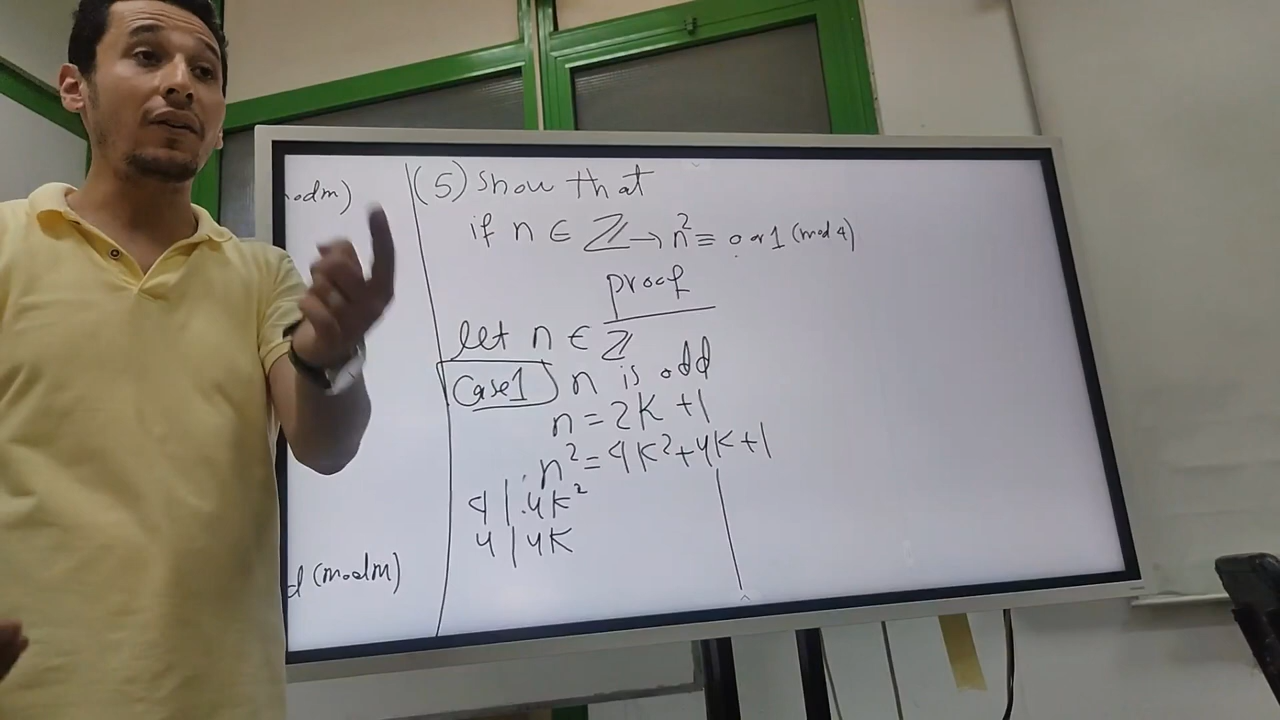 modm)
(5) Show that
if n ∈ ℤ → n² ≡ 0 or 1 (mod 4)
proof
let n ∈ ℤ
Case1) n is odd
n = 2K + 1
n² = 4K² + 4K + 1
4 | 4K²
4 | 4K
d (modm)